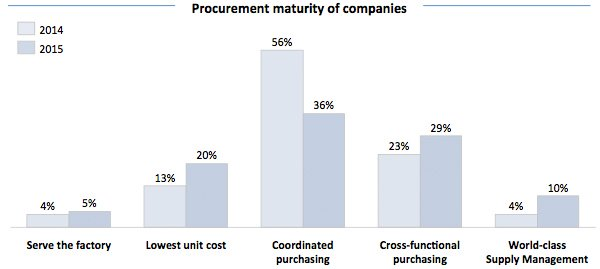 Procurement maturity of companies
2014
2015
56%
36%
23%
29%
13%
20%
4%
5%
4%
10%
Serve the factory
Lowest unit cost
Coordinated
purchasing
Cross-functional
purchasing
World-class
Supply Management